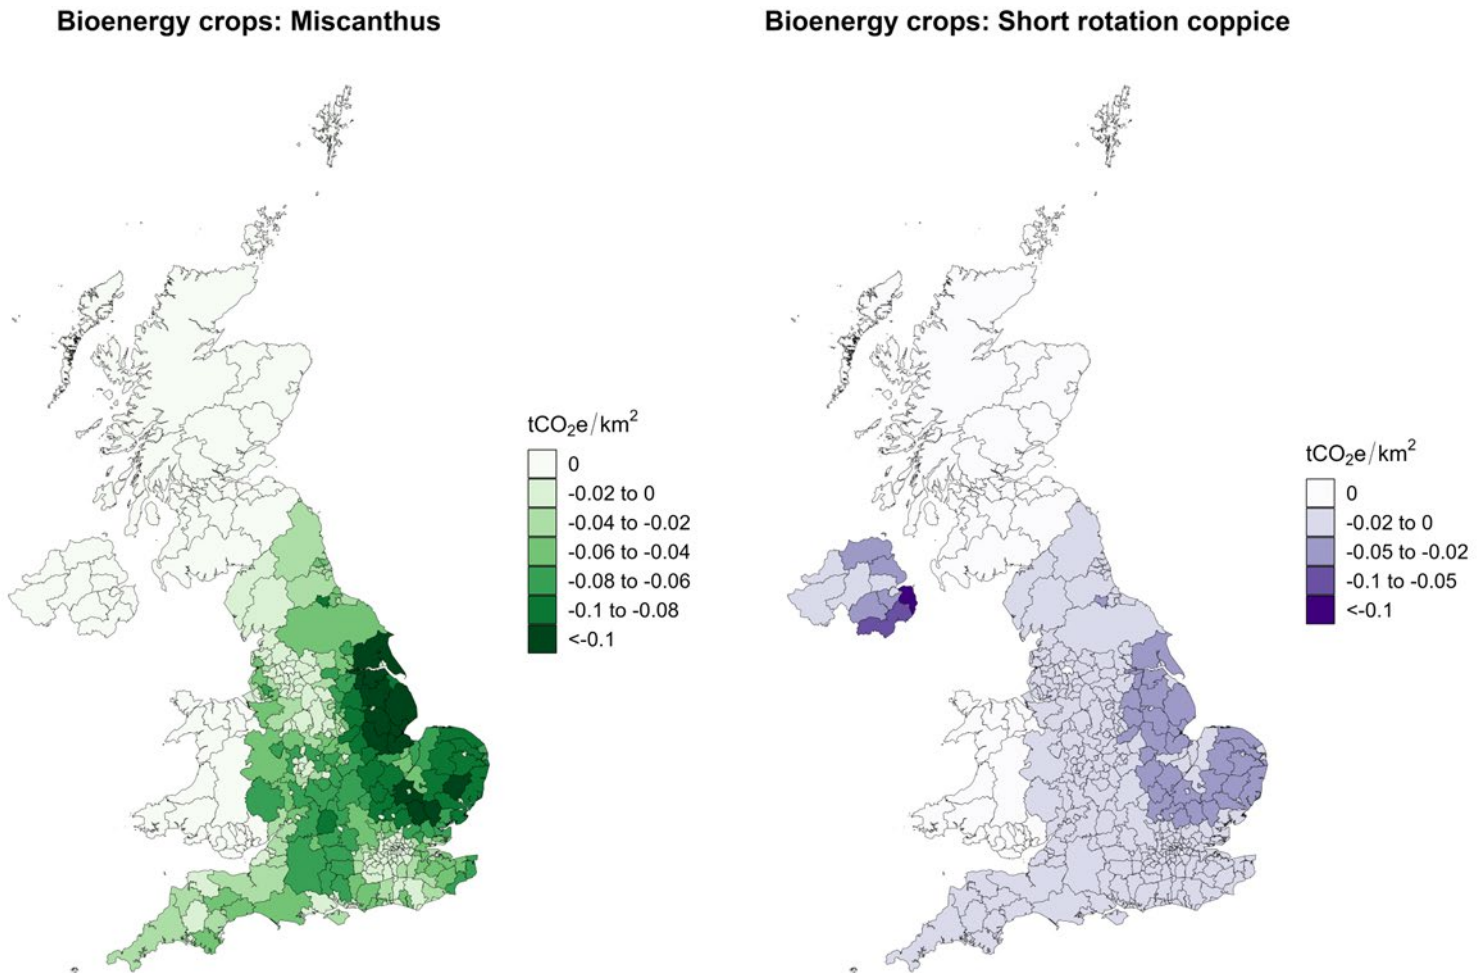 Bioenergy crops: Miscanthus
Bioenergy crops: Short rotation coppice
tCO₂e/km²
0
-0.02 to 0
-0.04 to -0.02
-0.06 to -0.04
-0.08 to -0.06
-0.1 to -0.08
<-0.1
tCO₂e/km²
0
-0.02 to 0
-0.05 to -0.02
-0.1 to -0.05
<-0.1